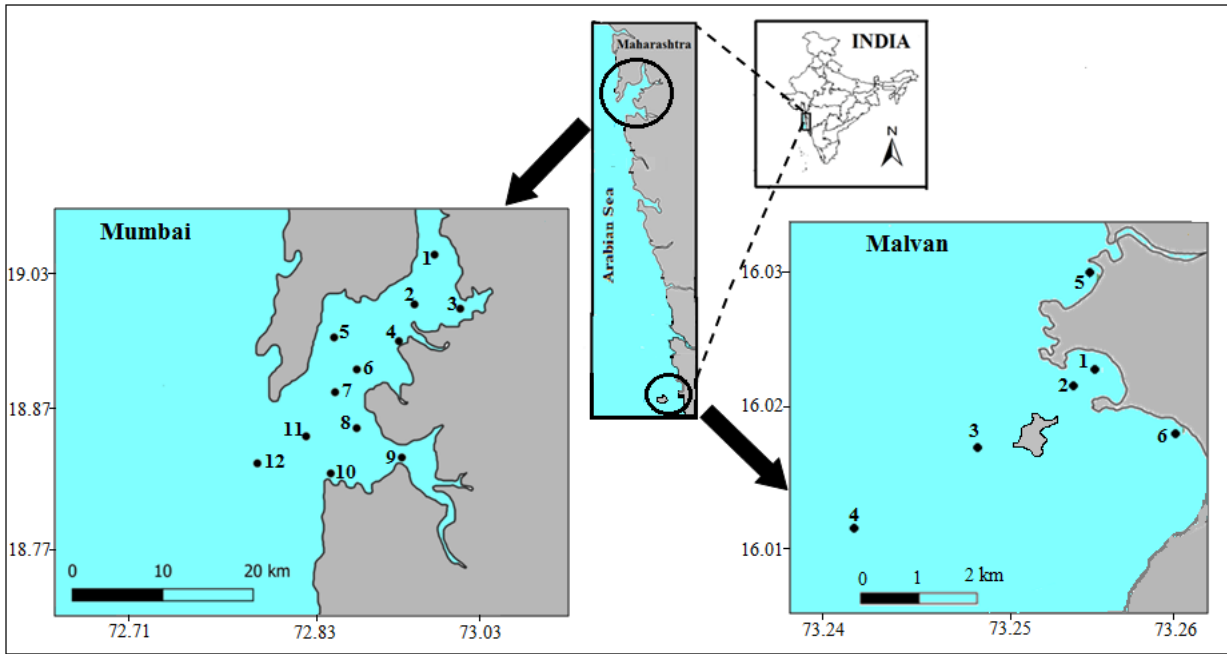 Maharashtra
Arabian Sea
INDIA
N
Mumbai
19.03
18.87
18.77
1
2
3
4
5
6
7
8
9
10
11
12
0 10 20 km
72.71 72.83 73.03
Malvan
16.03
16.02
16.01
5
1
2
3
6
4
0 1 2 km
73.24 73.25 73.26